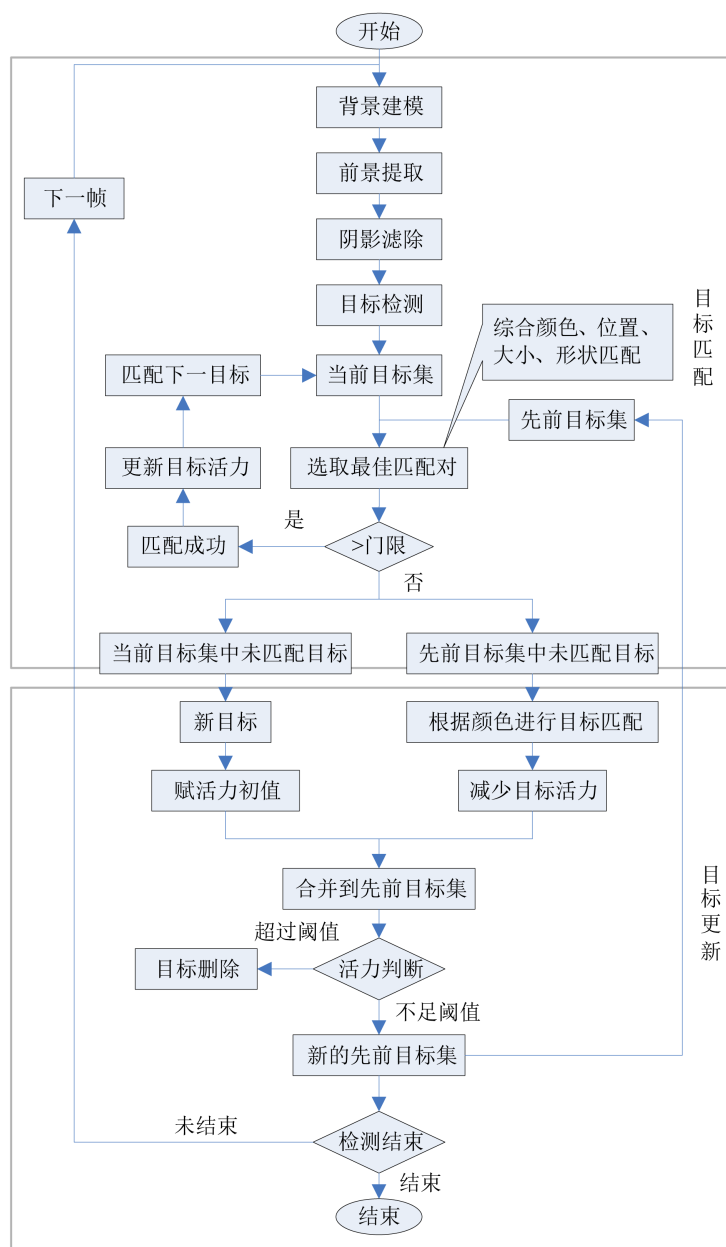 开始
背景建模
前景提取
下一帧
阴影滤除
目标检测
综合颜色、位置、
大小、形状匹配
目标匹配
匹配下一目标
当前目标集
先前目标集
更新目标活力
选取最佳匹配对
是
匹配成功
>门限
否
当前目标集中未匹配目标
先前目标集中未匹配目标
新目标
根据颜色进行目标匹配
赋活力初值
减少目标活力
合并到先前目标集
目标更新
超过阈值
目标删除
活力判断
不足阈值
新的先前目标集
未结束
检测结束
结束
结束